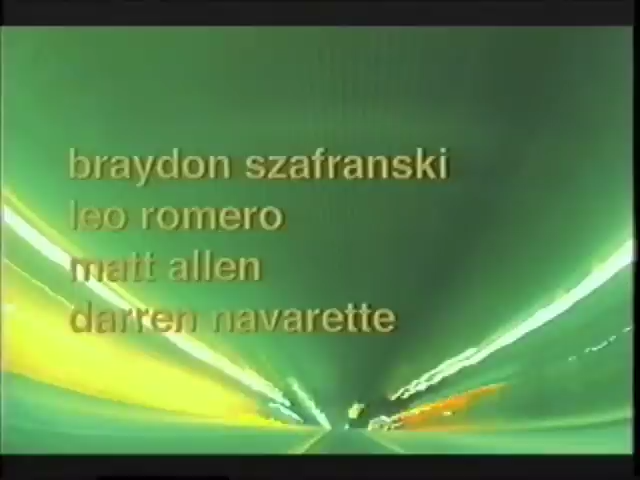 braydon szafranski
leo romero
matt allen
darren navarette